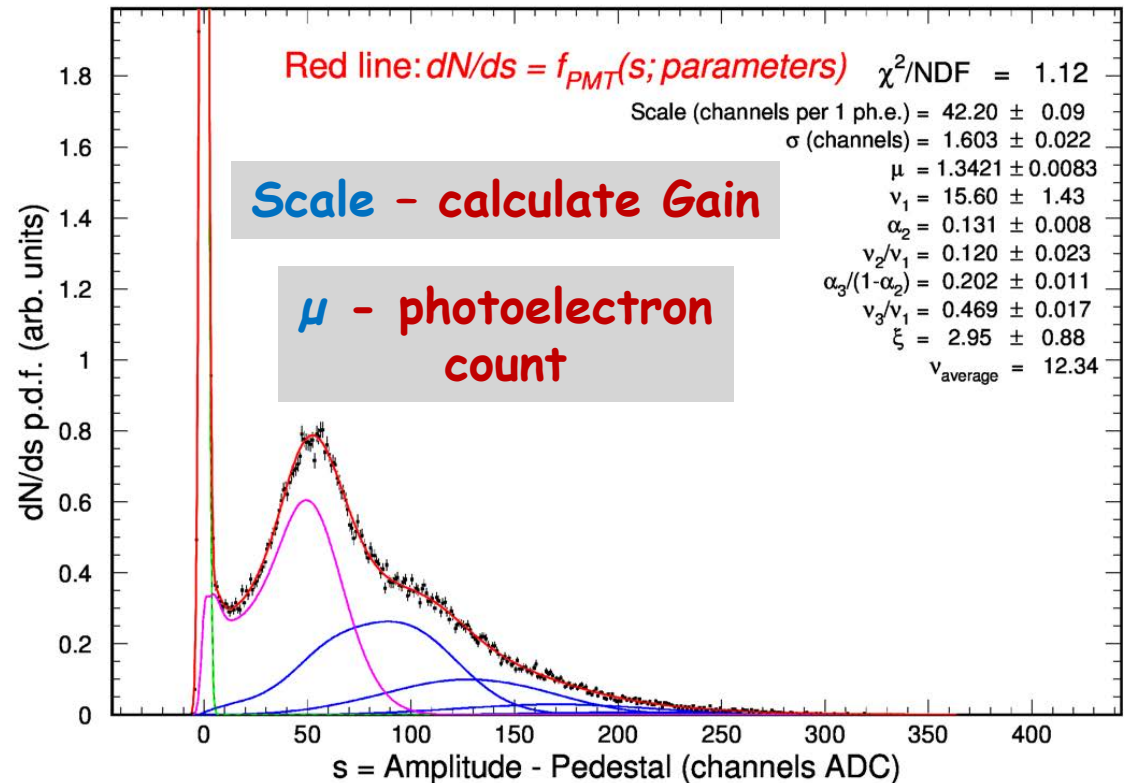 Red line: dN/ds = f_PMT(s; parameters)
χ²/NDF = 1.12
Scale (channels per 1 ph.e.) = 42.20 ± 0.09
σ (channels) = 1.603 ± 0.022
μ = 1.3421 ± 0.0083
ν₁ = 15.60 ± 1.43
α₂ = 0.131 ± 0.008
ν₂/ν₁ = 0.120 ± 0.023
α₃/(1-α₂) = 0.202 ± 0.011
ν₃/ν₁ = 0.469 ± 0.017
ξ = 2.95 ± 0.88
ν_average = 12.34
Scale - calculate Gain
μ - photoelectron
count
dN/ds p.d.f. (arb. units)
1.8
1.6
1.4
1.2
1
0.8
0.6
0.4
0.2
0
0 50 100 150 200 250 300 350 400
s = Amplitude - Pedestal (channels ADC)